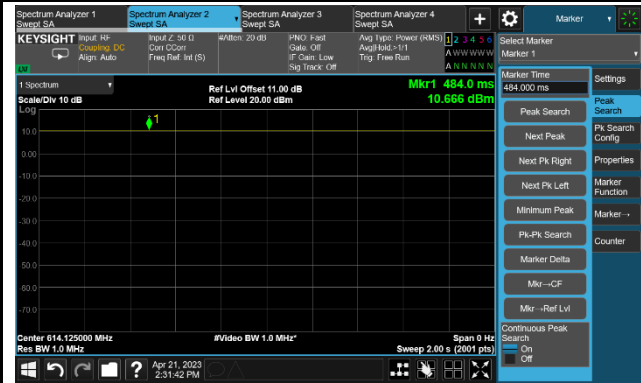 Spectrum Analyzer 1
Swept SA
Spectrum Analyzer 2
Swept SA
Spectrum Analyzer 3
Swept SA
Spectrum Analyzer 4
Swept SA
+
Marker
KEYSIGHT
Input: RF
Coupling: DC
Align: Auto
Input Z: 50 Ω
Corr CCorr
Freq Ref: Int (S)
#Atten: 20 dB
PNO: Fast
Gate: Off
IF Gain: Low
Sig Track: Off
Avg Type: Power (RMS)
Avg|Hold:>1/1
Trig: Free Run
1 2 3 4 5 6
A W W W W W
A N N N N N
LXI
Select Marker
Marker 1
1 Spectrum
Scale/Div 10 dB
Ref Lvl Offset 11.00 dB
Ref Level 20.00 dBm
Mkr1 484.0 ms
10.666 dBm
Log
1
10.0
0.00
-10.0
-20.0
-30.0
-40.0
-50.0
-60.0
-70.0
Center 614.125000 MHz
Res BW 1.0 MHz
#Video BW 1.0 MHz*
Span 0 Hz
Sweep 2.00 s (2001 pts)
Marker Time
484.000 ms
Peak Search
Next Peak
Next Pk Right
Next Pk Left
Minimum Peak
Pk-Pk Search
Marker Delta
Mkr→CF
Mkr→Ref Lvl
Continuous Peak
Search
On
Off
Settings
Peak
Search
Pk Search
Config
Properties
Marker
Function
Marker→
Counter
?
Apr 21, 2023
2:31:42 PM